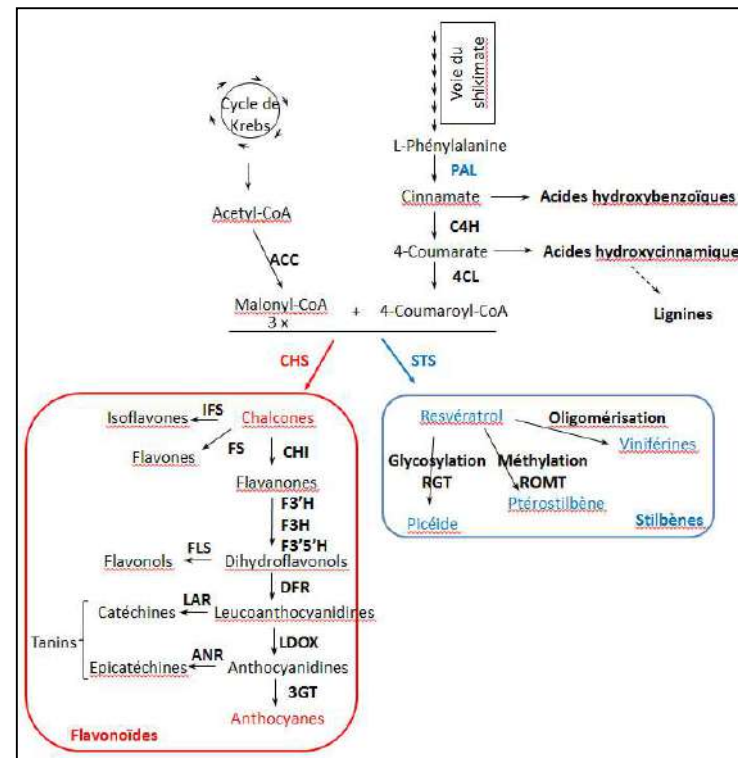 Voie du
shikimate
Cycle de
Krebs
L-Phénylalanine
PAL
Cinnamate
Acides hydroxybenzoïques
Acetyl-CoA
C4H
4-Coumarate
Acides hydroxycinnamique
ACC
4CL
Malonyl-CoA + 4-Coumaroyl-CoA
3 x
Lignines
CHS
STS
Isoflavones IFS Chalcones
Flavones FS CHI
Flavanones
F3'H
F3H
F3'5'H
Flavonols FLS Dihydroflavonols
DFR
Catéchines LAR Leucoanthocyanidines
Tanins
LDOX
Epicatéchines ANR Anthocyanidines
3GT
Anthocyanes
Flavonoïdes
Resvératrol Oligomérisation
Viniférines
Glycosylation Méthylation
RGT ROMT
Ptérostilbène
Picéide
Stilbènes